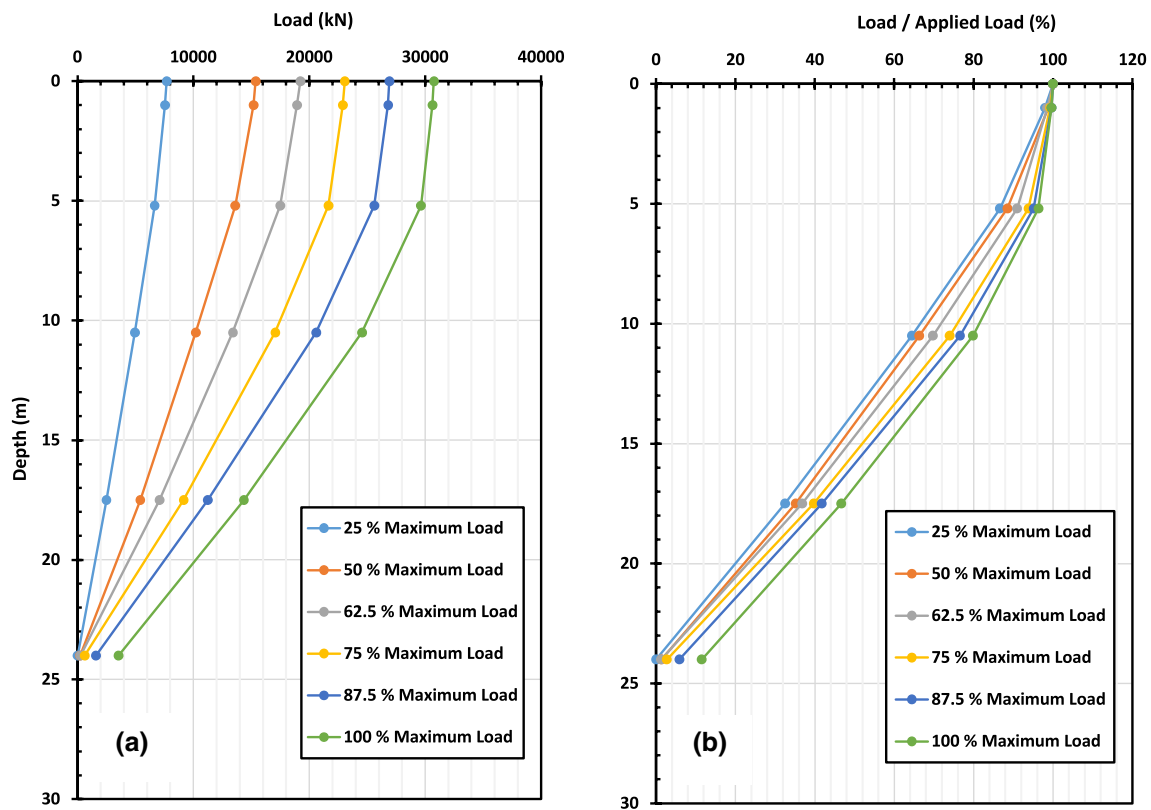 Load (kN)
0 10000 20000 30000 40000
0
5
10
15
20
25
30
Depth (m)
25 % Maximum Load
50 % Maximum Load
62.5 % Maximum Load
75 % Maximum Load
87.5 % Maximum Load
100 % Maximum Load
(a)
Load / Applied Load (%)
0 20 40 60 80 100 120
0
5
10
15
20
25
30
25 % Maximum Load
50 % Maximum Load
62.5 % Maximum Load
75 % Maximum Load
87.5 % Maximum Load
100 % Maximum Load
(b)